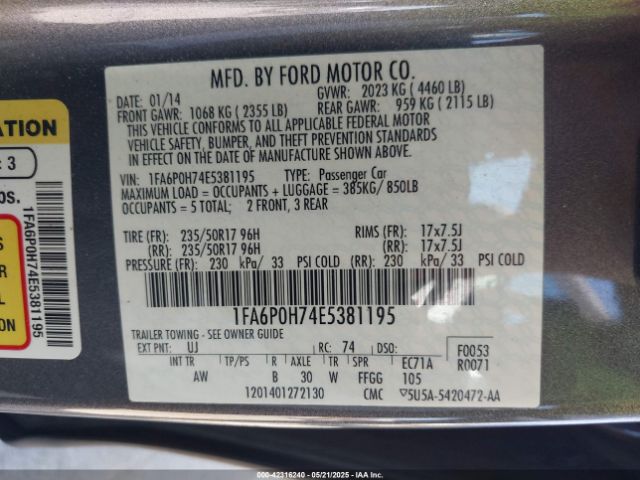 MFD. BY FORD MOTOR CO.
DATE: 01/14
GVWR: 2023 KG ( 4460 LB)
FRONT GAWR: 1068 KG ( 2355 LB)
REAR GAWR: 959 KG ( 2115 LB)
THIS VEHICLE CONFORMS TO ALL APPLICABLE FEDERAL MOTOR
VEHICLE SAFETY, BUMPER, AND THEFT PREVENTION STANDARDS
IN EFFECT ON THE DATE OF MANUFACTURE SHOWN ABOVE.
VIN: 1FA6P0H74E5381195 TYPE: Passenger Car
MAXIMUM LOAD = OCCUPANTS + LUGGAGE = 385KG/ 850LB
OCCUPANTS = 5 TOTAL; 2 FRONT, 3 REAR
TIRE (FR): 235/50R17 96H RIMS (FR): 17x7.5J
(RR): 235/50R17 96H (RR): 17x7.5J
PRESSURE (FR): 230 kPa/ 33 PSI COLD (RR): 230 kPa/ 33 PSI COLD
1FA6P0H74E5381195
TRAILER TOWING - SEE OWNER GUIDE
EXT PNT: UJ RC: 74 DSO: F0053
R0071
INT TR TP/PS R AXLE TR SPR EC71A
AW B 30 W FFGG 105
1201401272130 CMC ▽5U5A-5420472-AA
ATION
: 3
bs.
1FA6P0H74E5381195
S
R
AL
S
000-42316240 - 05/21/2025 - IAAI.COM